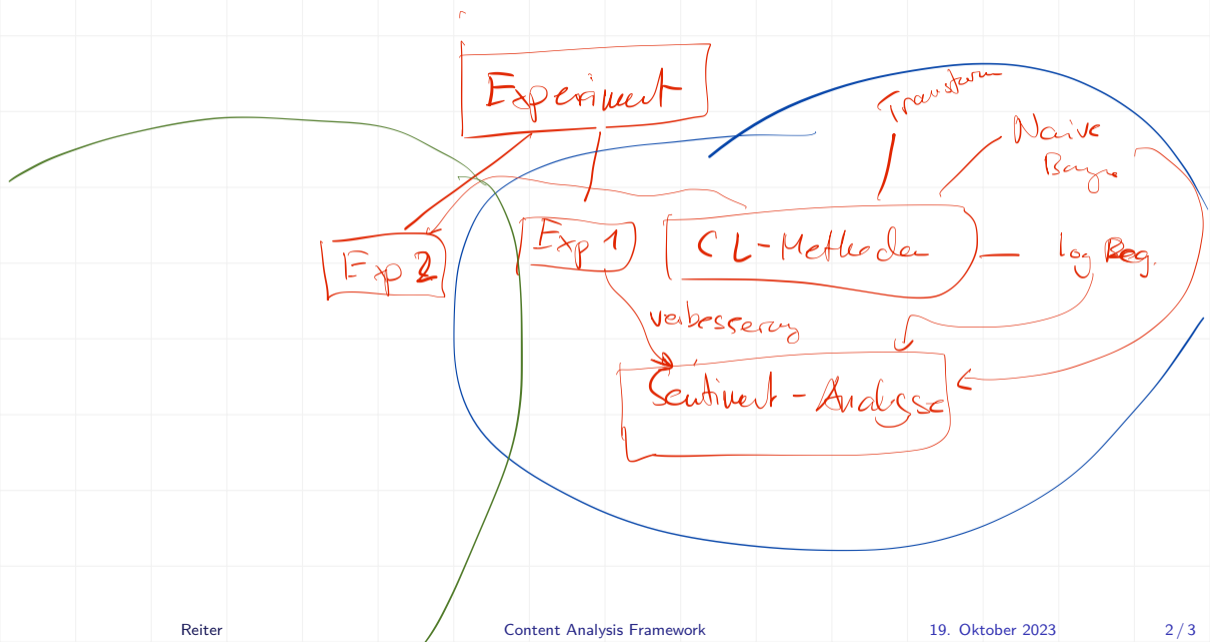 Experiment
Transform
Naive
Bayes
Exp 1
CL-Methoden
log Reg.
Exp 2
verbesserung
Sentiment-Analyse
Reiter
Content Analysis Framework
19. Oktober 2023
2 / 3